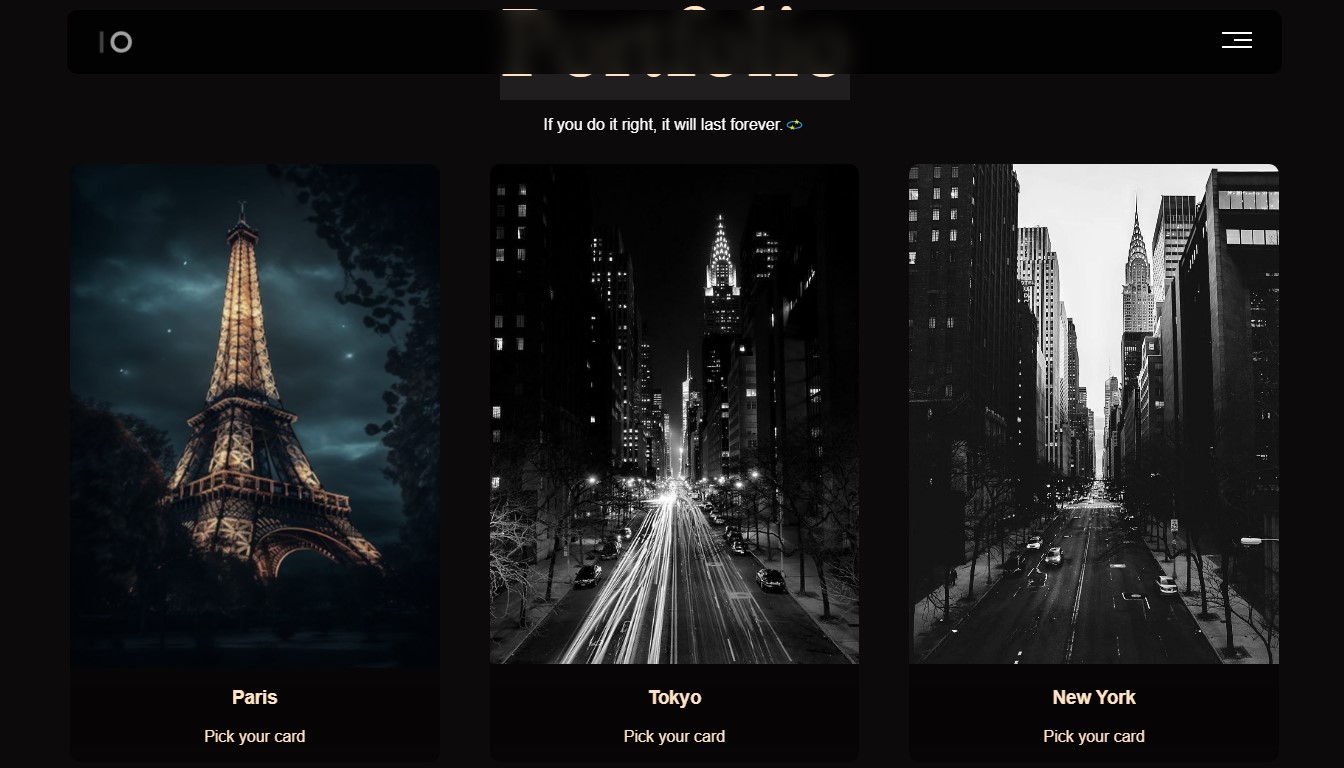 IO
Portfolio
If you do it right, it will last forever.
Paris
Tokyo
New York
Pick your card
Pick your card
Pick your card